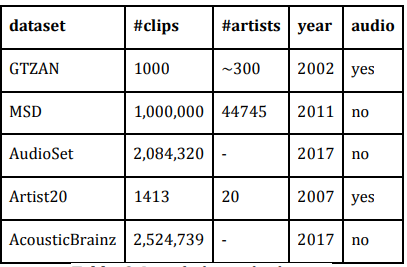 dataset #clips #artists year audio
GTZAN 1000 ~300 2002 yes
MSD 1,000,000 44745 2011 no
AudioSet 2,084,320 - 2017 no
Artist20 1413 20 2007 yes
AcousticBrainz 2,524,739 - 2017 no